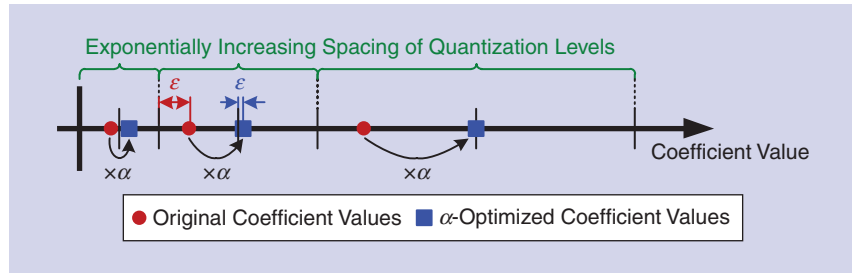 Exponentially Increasing Spacing of Quantization Levels
ε ε
×α ×α ×α
Coefficient Value
Original Coefficient Values α-Optimized Coefficient Values